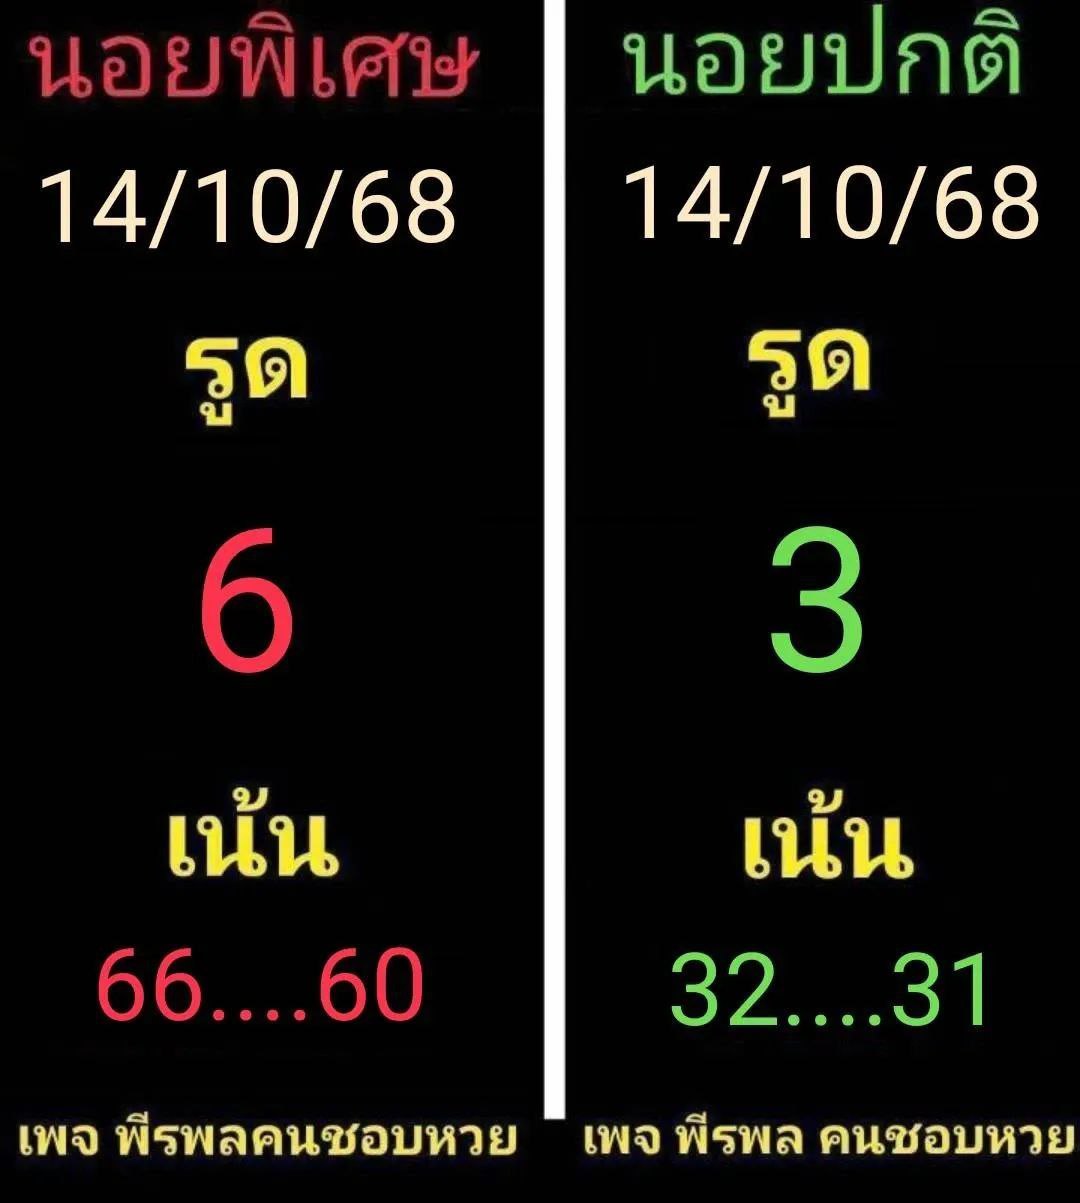 นอยพิเศษ
14/10/68
รูด
6
เน้น
66....60
เพจ พีรพลคนชอบหวย
นอยปกติ
14/10/68
รูด
3
เน้น
32....31
เพจ พีรพล คนชอบหวย